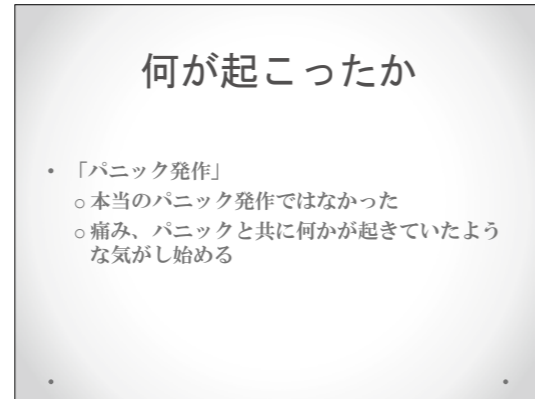 何が起こったか
• 「パニック発作」
○ 本当のパニック発作ではなかった
○ 痛み、パニックと共に何かが起きていたよう
な気がし始める